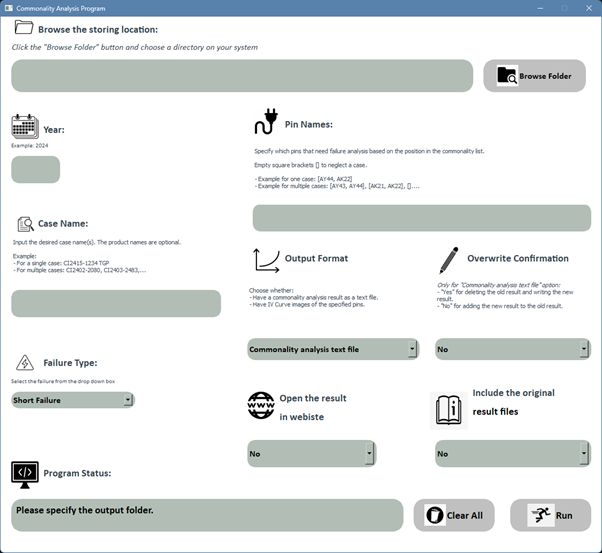 Commonality Analysis Program
Browse the storing location:
Click the "Browse Folder" button and choose a directory on your system
Browse Folder
Year:
Example: 2024
Pin Names:
Specify which pins that need failure analysis based on the position in the commonality list.
Empty square brackets [] to neglect a case.
- Example for one case: [AY44, AK22]
- Example for multiple cases: [AY43, AY44], [AK21, AK22], []....
Case Name:
Input the desired case name(s). The product names are optional.
Example:
- For a single case: CI2415-1234 TGP
- For multiple cases: CI2402-2080, CI2403-2483,...
Output Format
Choose whether:
- Have a commonality analysis result as a text file.
- Have IV Curve images of the specified pins.
Commonality analysis text file
Overwrite Confirmation
Only for "Commonality analysis text file" option:
- "Yes" for deleting the old result and writing the new
result.
- "No" for adding the new result to the old result.
No
Failure Type:
Select the failure from the drop down box
Short Failure
Open the result
in webiste
WWW
No
Include the original
result files
No
Program Status:
Please specify the output folder.
Clear All
Run